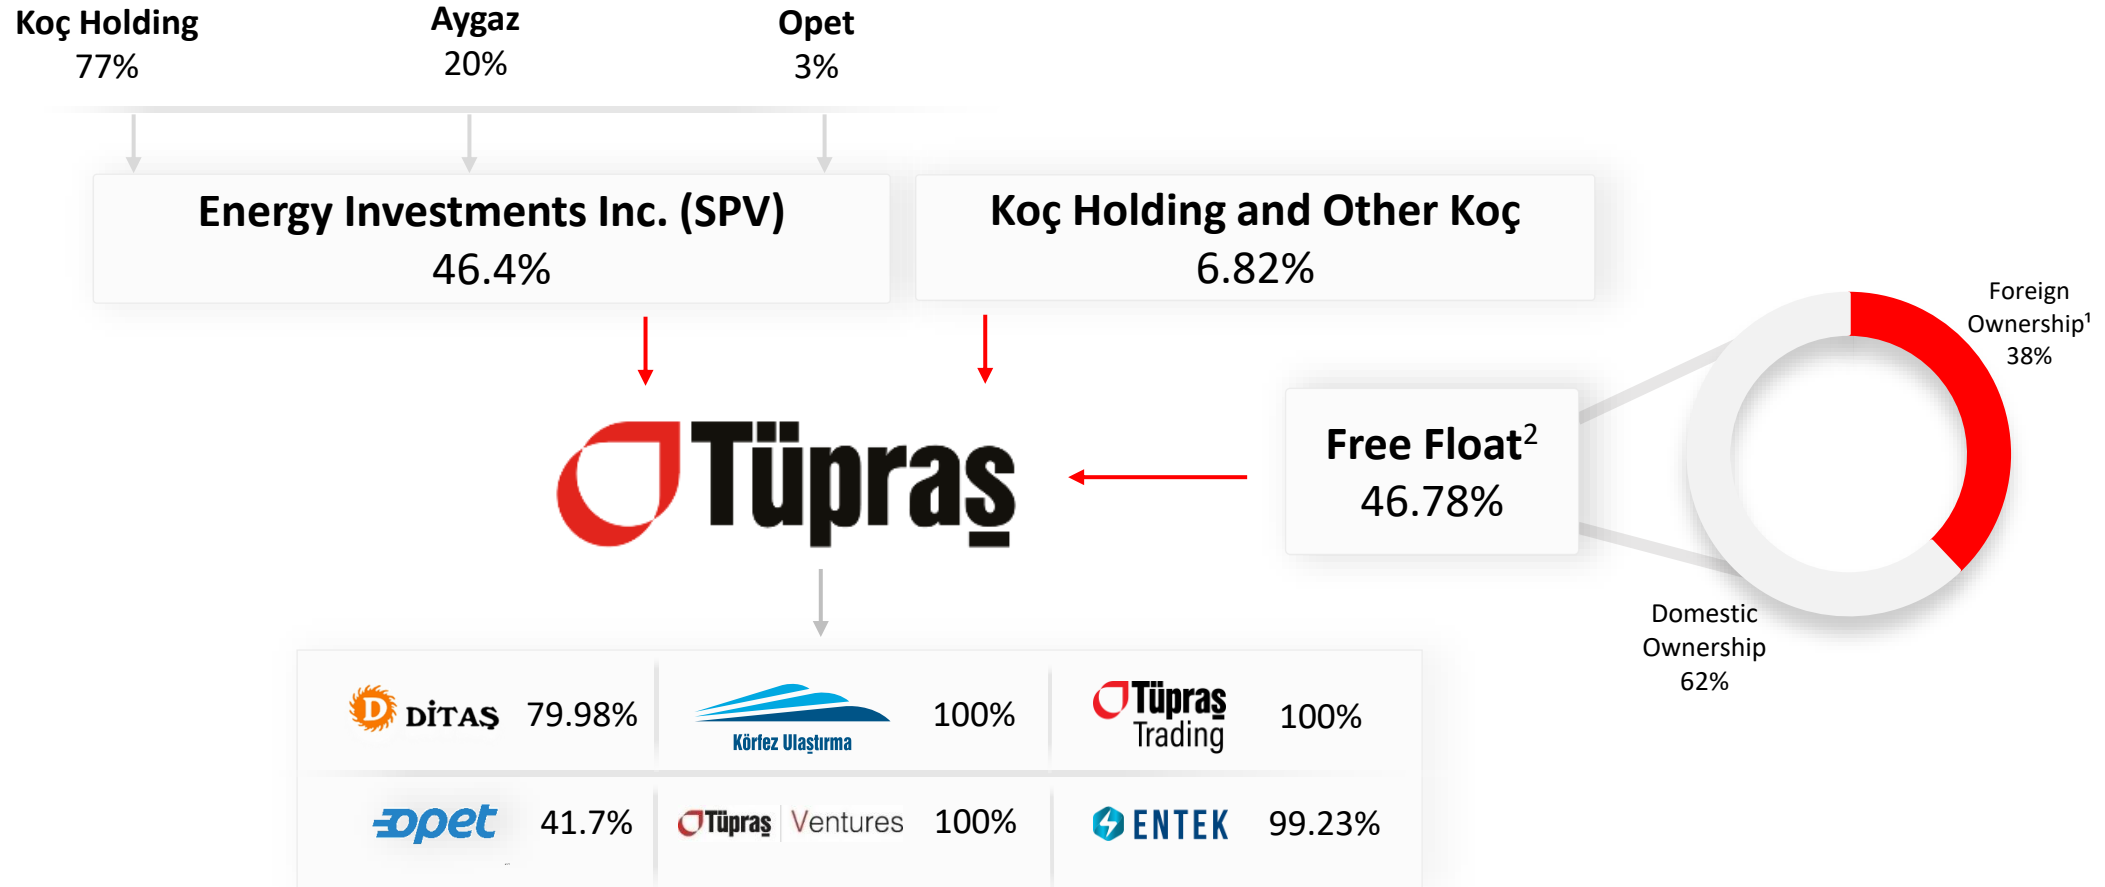 Koç Holding
77%
Aygaz
20%
Opet
3%
Energy Investments Inc. (SPV)
46.4%
Koç Holding and Other Koç
6.82%
Foreign
Ownership¹
38%
Free Float²
46.78%
Tüpraş
Domestic
Ownership
62%
D DİTAŞ 79.98%
Körfez Ulaştırma
100%
Tüpraş
Trading
100%
opet 41.7%
Tüpraş Ventures 100%
ENTEK 99.23%